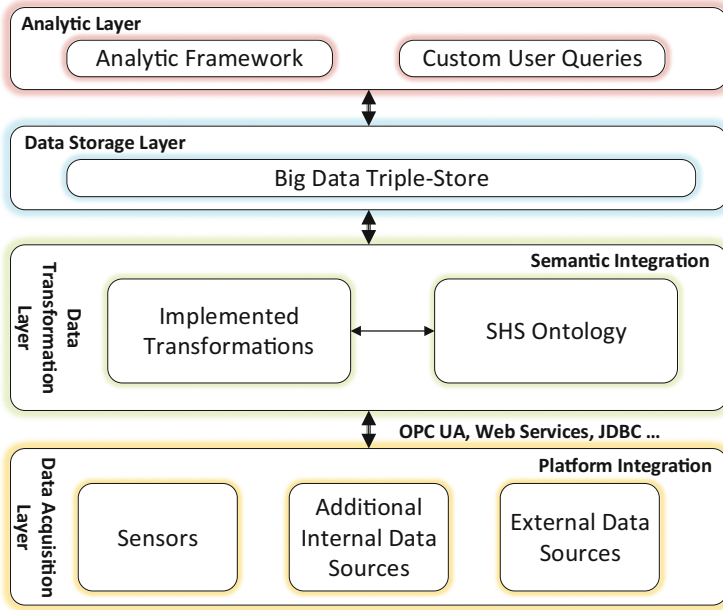 Analytic Layer
Analytic Framework
Custom User Queries
Data Storage Layer
Big Data Triple-Store
Data
Transformation
Layer
Semantic Integration
Implemented
Transformations
SHS Ontology
OPC UA, Web Services, JDBC ...
Data Acquisition
Layer
Platform Integration
Sensors
Additional
Internal Data
Sources
External Data
Sources